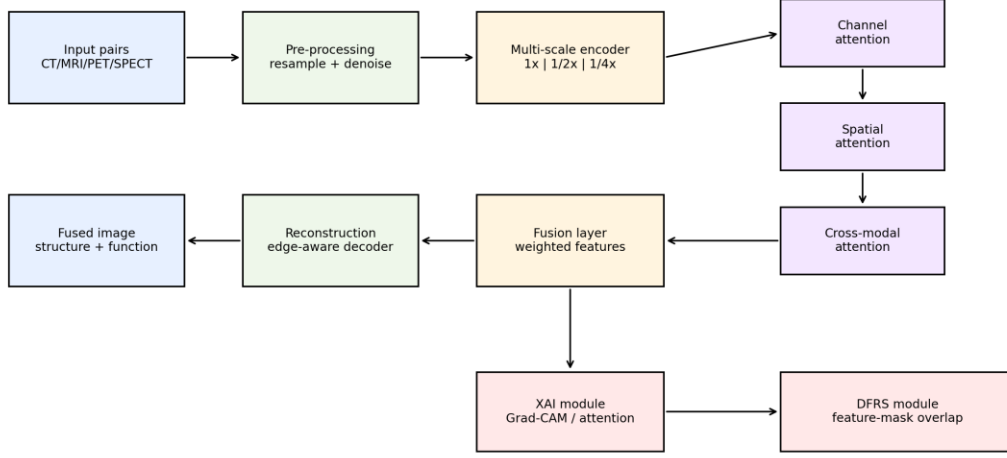 Input pairs
CT/MRI/PET/SPECT
Pre-processing
resample + denoise
Multi-scale encoder
1x | 1/2x | 1/4x
Channel
attention
Spatial
attention
Cross-modal
attention
Fusion layer
weighted features
Reconstruction
edge-aware decoder
Fused image
structure + function
XAI module
Grad-CAM / attention
DFRS module
feature-mask overlap